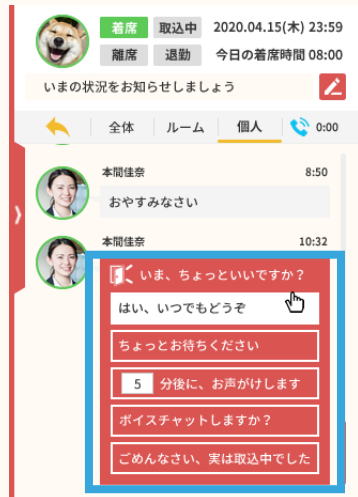 着席 取込中 2020.04.15(木) 23:59
離席 退勤 今日の着席時間 08:00
いまの状況をお知らせしましょう
全体 ルーム 個人 0:00
本間佳奈 8:50
おやすみなさい
本間佳奈 10:32
いま、ちょっといいですか？
はい、いつでもどうぞ
ちょっとお待ちください
5 分後に、お声がけします
ボイスチャットしますか？
ごめんなさい、実は取込中でした